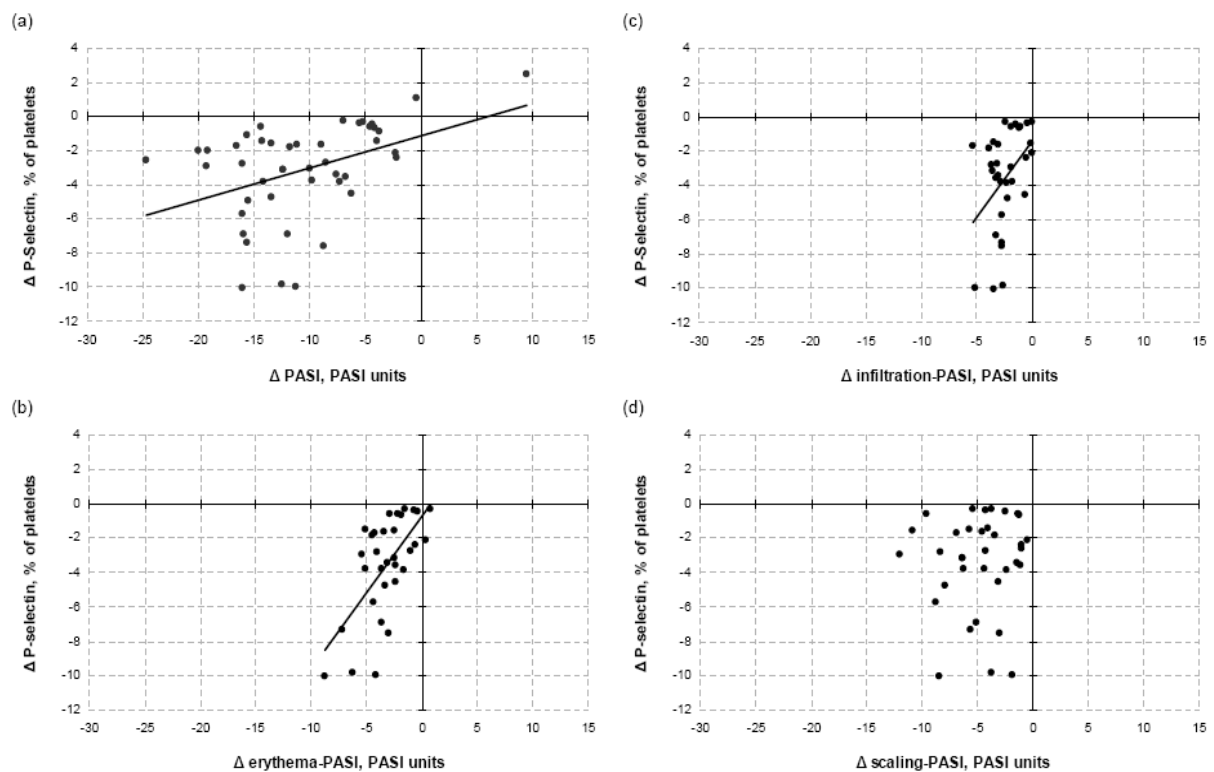 (a)
4
2
0
-2
-4
-6
-8
-10
-12
Δ P-Selectin, % of platelets
-30 -25 -20 -15 -10 -5 0 5 10 15
Δ PASI, PASI units
(c)
4
2
0
-2
-4
-6
-8
-10
-12
Δ P-Selectin, % of platelets
-30 -25 -20 -15 -10 -5 0 5 10 15
Δ infiltration-PASI, PASI units
(b)
4
2
0
-2
-4
-6
-8
-10
-12
Δ P-selectin, % of platelets
-30 -25 -20 -15 -10 -5 0 5 10 15
Δ erythema-PASI, PASI units
(d)
4
2
0
-2
-4
-6
-8
-10
-12
Δ P-selectin, % of platelets
-30 -25 -20 -15 -10 -5 0 5 10 15
Δ scaling-PASI, PASI units